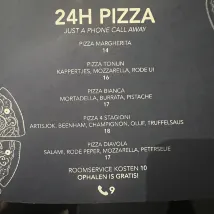 24H PIZZA
JUST A PHONE CALL AWAY
PIZZA MARGHERITA
14
PIZZA TONIJN
KAPPERTJES, MOZZARELLA, RODE UI
16
PIZZA BIANCA
MORTADELLA, BURRATA, PISTACHE
17
PIZZA 4 STAGIONI
ARTISJOK, BEENHAM, CHAMPIGNON, OLIJF, TRUFFELSAUS
18
PIZZA DIAVOLA
SALAMI, RODE PEPER, MOZZARELLA, PETERSELIE
17
ROOMSERVICE KOSTEN 10
OPHALEN IS GRATIS!
9